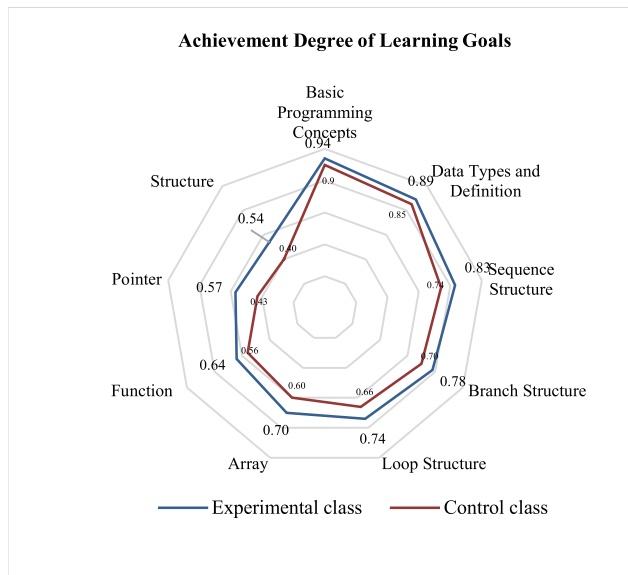 Achievement Degree of Learning Goals
Basic
Programming
Concepts
0.94
0.9
Data Types and
Definition
0.89
0.85
Sequence
Structure
0.83
0.74
Branch Structure
0.78
0.70
Loop Structure
0.74
0.66
Array
0.70
0.60
Function
0.64
0.56
Pointer
0.57
0.43
Structure
0.54
0.40
Experimental class
Control class